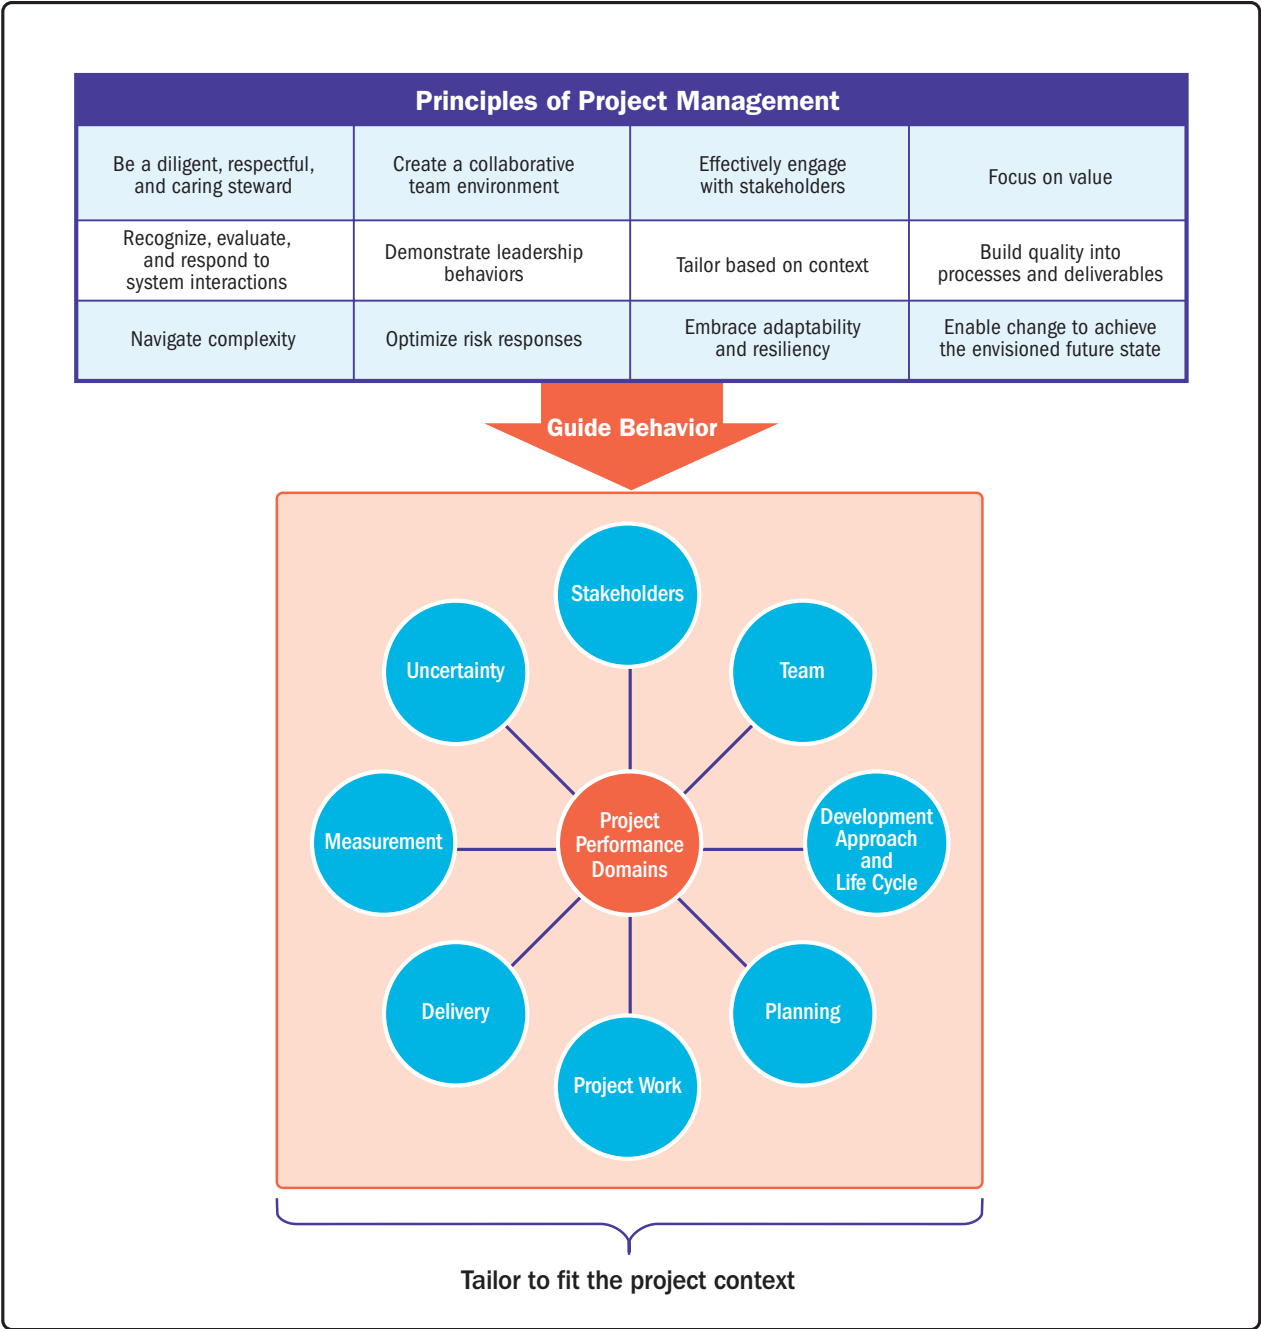 Principles of Project Management
Be a diligent, respectful,
and caring steward
Create a collaborative
team environment
Effectively engage
with stakeholders
Focus on value
Recognize, evaluate,
and respond to
system interactions
Demonstrate leadership
behaviors
Tailor based on context
Build quality into
processes and deliverables
Navigate complexity
Optimize risk responses
Embrace adaptability
and resiliency
Enable change to achieve
the envisioned future state
Guide Behavior
Stakeholders
Uncertainty
Team
Measurement
Project
Performance
Domains
Development
Approach
and
Life Cycle
Delivery
Planning
Project Work
Tailor to fit the project context